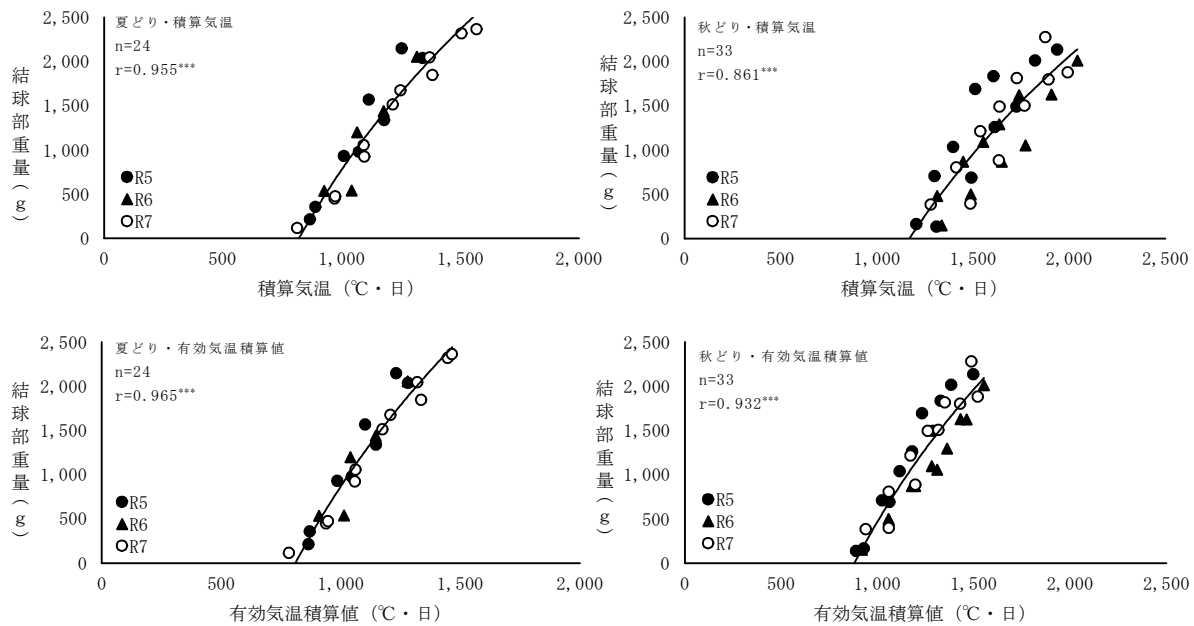 夏どり・積算気温
n=24
r=0.955***
結球部重量(g)
2,500
2,000
1,500
1,000
500
0
R5
R6
R7
0 500 1,000 1,500 2,000
積算気温(℃・日)
秋どり・積算気温
n=33
r=0.861***
結球部重量(g)
2,500
2,000
1,500
1,000
500
0
R5
R6
R7
0 500 1,000 1,500 2,000 2,500
積算気温(℃・日)
夏どり・有効気温積算値
n=24
r=0.965***
結球部重量(g)
2,500
2,000
1,500
1,000
500
0
R5
R6
R7
0 500 1,000 1,500 2,000
有効気温積算値(℃・日)
秋どり・有効気温積算値
n=33
r=0.932***
結球部重量(g)
2,500
2,000
1,500
1,000
500
0
R5
R6
R7
0 500 1,000 1,500 2,000 2,500
有効気温積算値(℃・日)